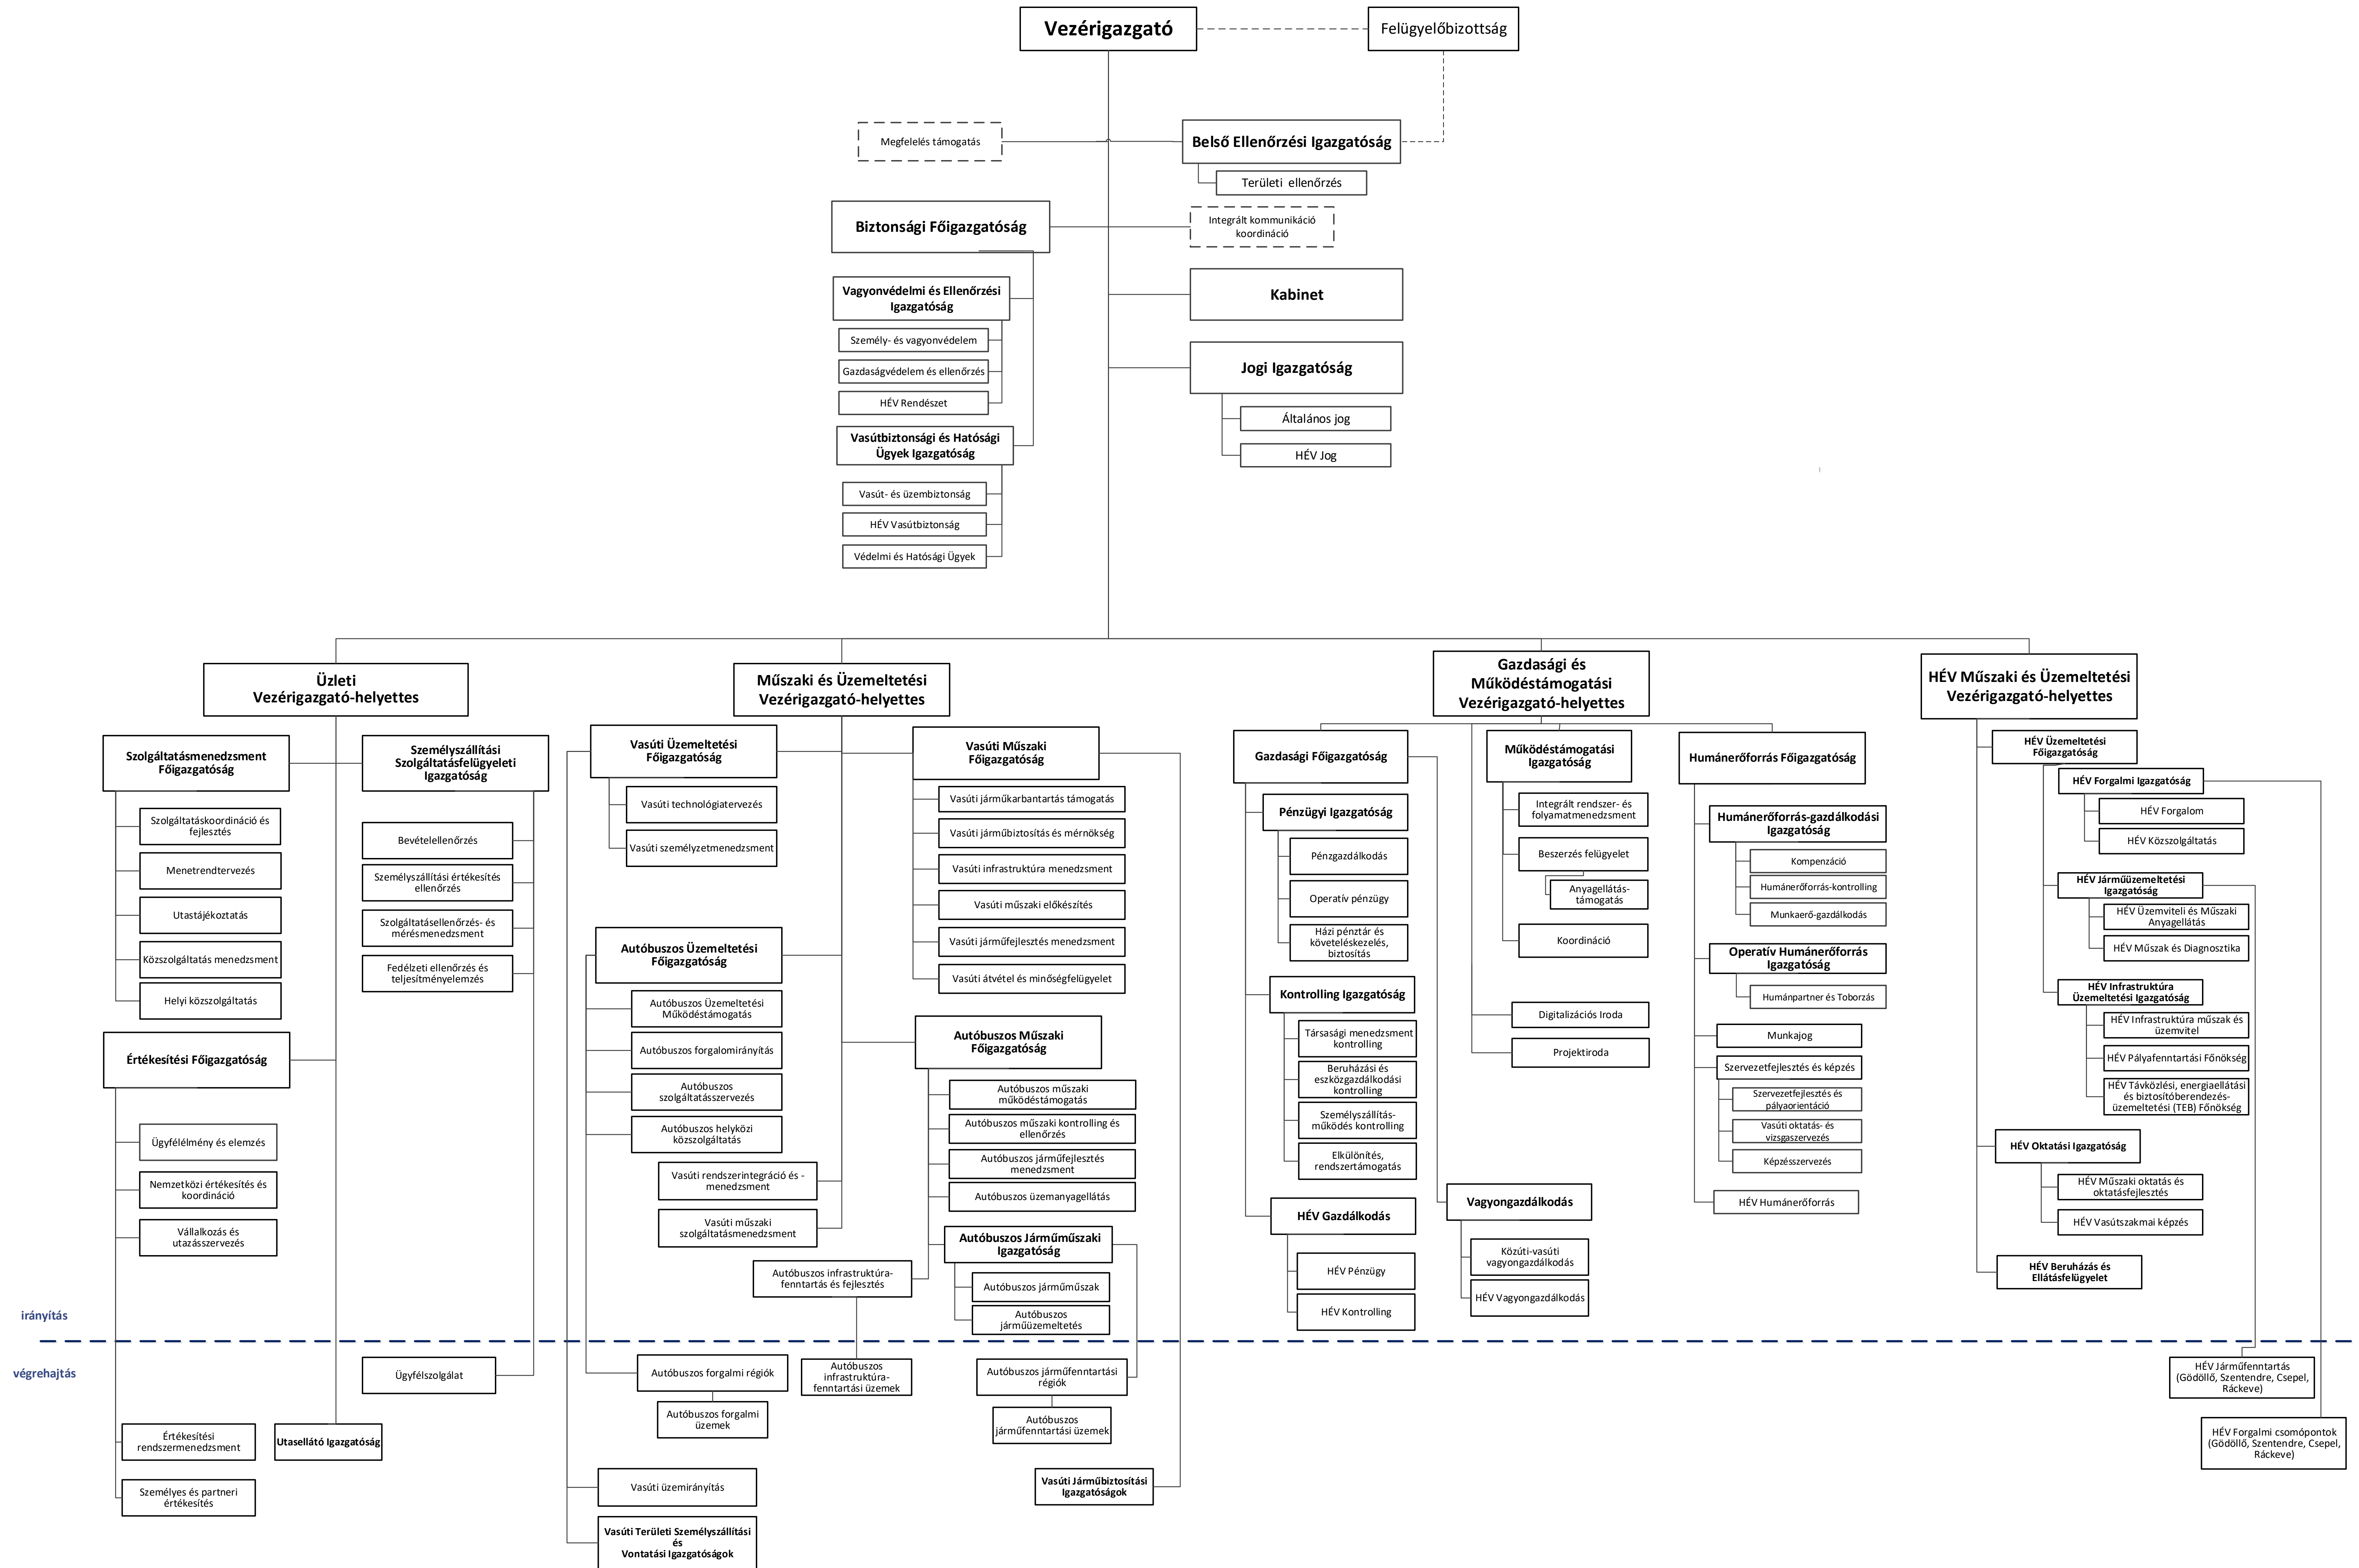 Vezérigazgató
Felügyelőbizottság
Megfelelés támogatás
Belső Ellenőrzési Igazgatóság
Területi  ellenőrzés
Biztonsági Főigazgatóság
Integrált kommunikáció
koordináció
Vagyonvédelmi és Ellenőrzési
Igazgatóság
Személy- és vagyonvédelem
Gazdaságvédelem és ellenőrzés
HÉV Rendészet
Vasútbiztonsági és Hatósági
Ügyek Igazgatóság
Vasút- és üzembiztonság
HÉV Vasútbiztonság
Védelmi és Hatósági Ügyek
Kabinet
Jogi Igazgatóság
Általános jog
HÉV Jog
Üzleti
Vezérigazgató-helyettes
Szolgáltatásmenedzsment
Főigazgatóság
Szolgáltatáskoordináció és
fejlesztés
Menetrendtervezés
Utastájékoztatás
Közszolgáltatás menedzsment
Helyi közszolgáltatás
Személyszállítási
Szolgáltatásfelügyeleti
Igazgatóság
Bevételellenőrzés
Személyszállítási értékesítés
ellenőrzés
Szolgáltatásellenőrzés- és
mérésmenedzsment
Fedélzeti ellenőrzés és
teljesítményelemzés
Értékesítési Főigazgatóság
Ügyfélélmény és elemzés
Nemzetközi értékesítés és
koordináció
Vállalkozás és
utazásszervezés
Műszaki és Üzemeltetési
Vezérigazgató-helyettes
Vasúti Üzemeltetési
Főigazgatóság
Vasúti technológiatervezés
Vasúti személyzetmenedzsment
Autóbuszos Üzemeltetési
Főigazgatóság
Autóbuszos Üzemeltetési
Működéstámogatás
Autóbuszos forgalomirányítás
Autóbuszos
szolgáltatásszervezés
Autóbuszos helyközi
közszolgáltatás
Vasúti rendszerintegráció és -
menedzsment
Vasúti műszaki
szolgáltatásmenedzsment
Autóbuszos infrastruktúra-
fenntartás és fejlesztés
Vasúti Műszaki
Főigazgatóság
Vasúti járműkarbantartás támogatás
Vasúti járműbiztosítás és mérnökség
Vasúti infrastruktúra menedzsment
Vasúti műszaki előkészítés
Vasúti járműfejlesztés menedzsment
Vasúti átvétel és minőségfelügyelet
Autóbuszos Műszaki
Főigazgatóság
Autóbuszos műszaki
működéstámogatás
Autóbuszos műszaki kontrolling és
ellenőrzés
Autóbuszos járműfejlesztés
menedzsment
Autóbuszos üzemanyagellátás
Autóbuszos Járműműszaki
Igazgatóság
Autóbuszos járműműszak
Autóbuszos
járműüzemeltetés
Gazdasági és
Működéstámogatási
Vezérigazgató-helyettes
Gazdasági Főigazgatóság
Pénzügyi Igazgatóság
Pénzgazdálkodás
Operatív pénzügy
Házi pénztár és
követeléskezelés,
biztosítás
Kontrolling Igazgatóság
Társasági menedzsment
kontrolling
Beruházási és
eszközgazdálkodási
kontrolling
Személyszállítás-
működés kontrolling
Elkülönítés,
rendszertámogatás
HÉV Gazdálkodás
HÉV Pénzügy
HÉV Kontrolling
Vagyongazdálkodás
Közúti-vasúti
vagyongazdálkodás
HÉV Vagyongazdálkodás
Működéstámogatási
Igazgatóság
Integrált rendszer- és
folyamatmenedzsment
Beszerzés felügyelet
Anyagellátás-
támogatás
Koordináció
Digitalizációs Iroda
Projektiroda
Humánerőforrás Főigazgatóság
Humánerőforrás-gazdálkodási
Igazgatóság
Kompenzáció
Humánerőforrás-kontrolling
Munkaerő-gazdálkodás
Operatív Humánerőforrás
Igazgatóság
Humánpartner és Toborzás
Munkajog
Szervezetfejlesztés és képzés
Szervezetfejlesztés és
pályaorientáció
Vasúti oktatás- és
vizsgaszervezés
Képzésszervezés
HÉV Humánerőforrás
HÉV Műszaki és Üzemeltetési
Vezérigazgató-helyettes
HÉV Üzemeltetési
Főigazgatóság
HÉV Forgalmi Igazgatóság
HÉV Forgalom
HÉV Közszolgáltatás
HÉV Járműüzemeltetési
Igazgatóság
HÉV Üzemviteli és Műszaki
Anyagellátás
HÉV Műszak és Diagnosztika
HÉV Infrastruktúra
Üzemeltetési Igazgatóság
HÉV Infrastruktúra műszak és
üzemvitel
HÉV Pályafenntartási Főnökség
HÉV Távközlési, energiaellátási
és biztosítóberendezés-
üzemeltetési (TEB) Főnökség
HÉV Oktatási Igazgatóság
HÉV Műszaki oktatás és
oktatásfejlesztés
HÉV Vasútszakmai képzés
HÉV Beruházás és
Ellátásfelügyelet
irányítás
végrehajtás
Ügyfélszolgálat
Értékesítési
rendszermenedzsment
Utasellátó Igazgatóság
Személyes és partneri
értékesítés
Autóbuszos forgalmi régiók
Autóbuszos forgalmi
üzemek
Autóbuszos
infrastruktúra-
fenntartási üzemek
Autóbuszos járműfenntartási
régiók
Autóbuszos
járműfenntartási üzemek
Vasúti üzemirányítás
Vasúti Területi Személyszállítási
és
Vontatási Igazgatóságok
Vasúti Járműbiztosítási
Igazgatóságok
HÉV Járműfenntartás
(Gödöllő, Szentendre, Csepel,
Ráckeve)
HÉV Forgalmi csomópontok
(Gödöllő, Szentendre, Csepel,
Ráckeve)